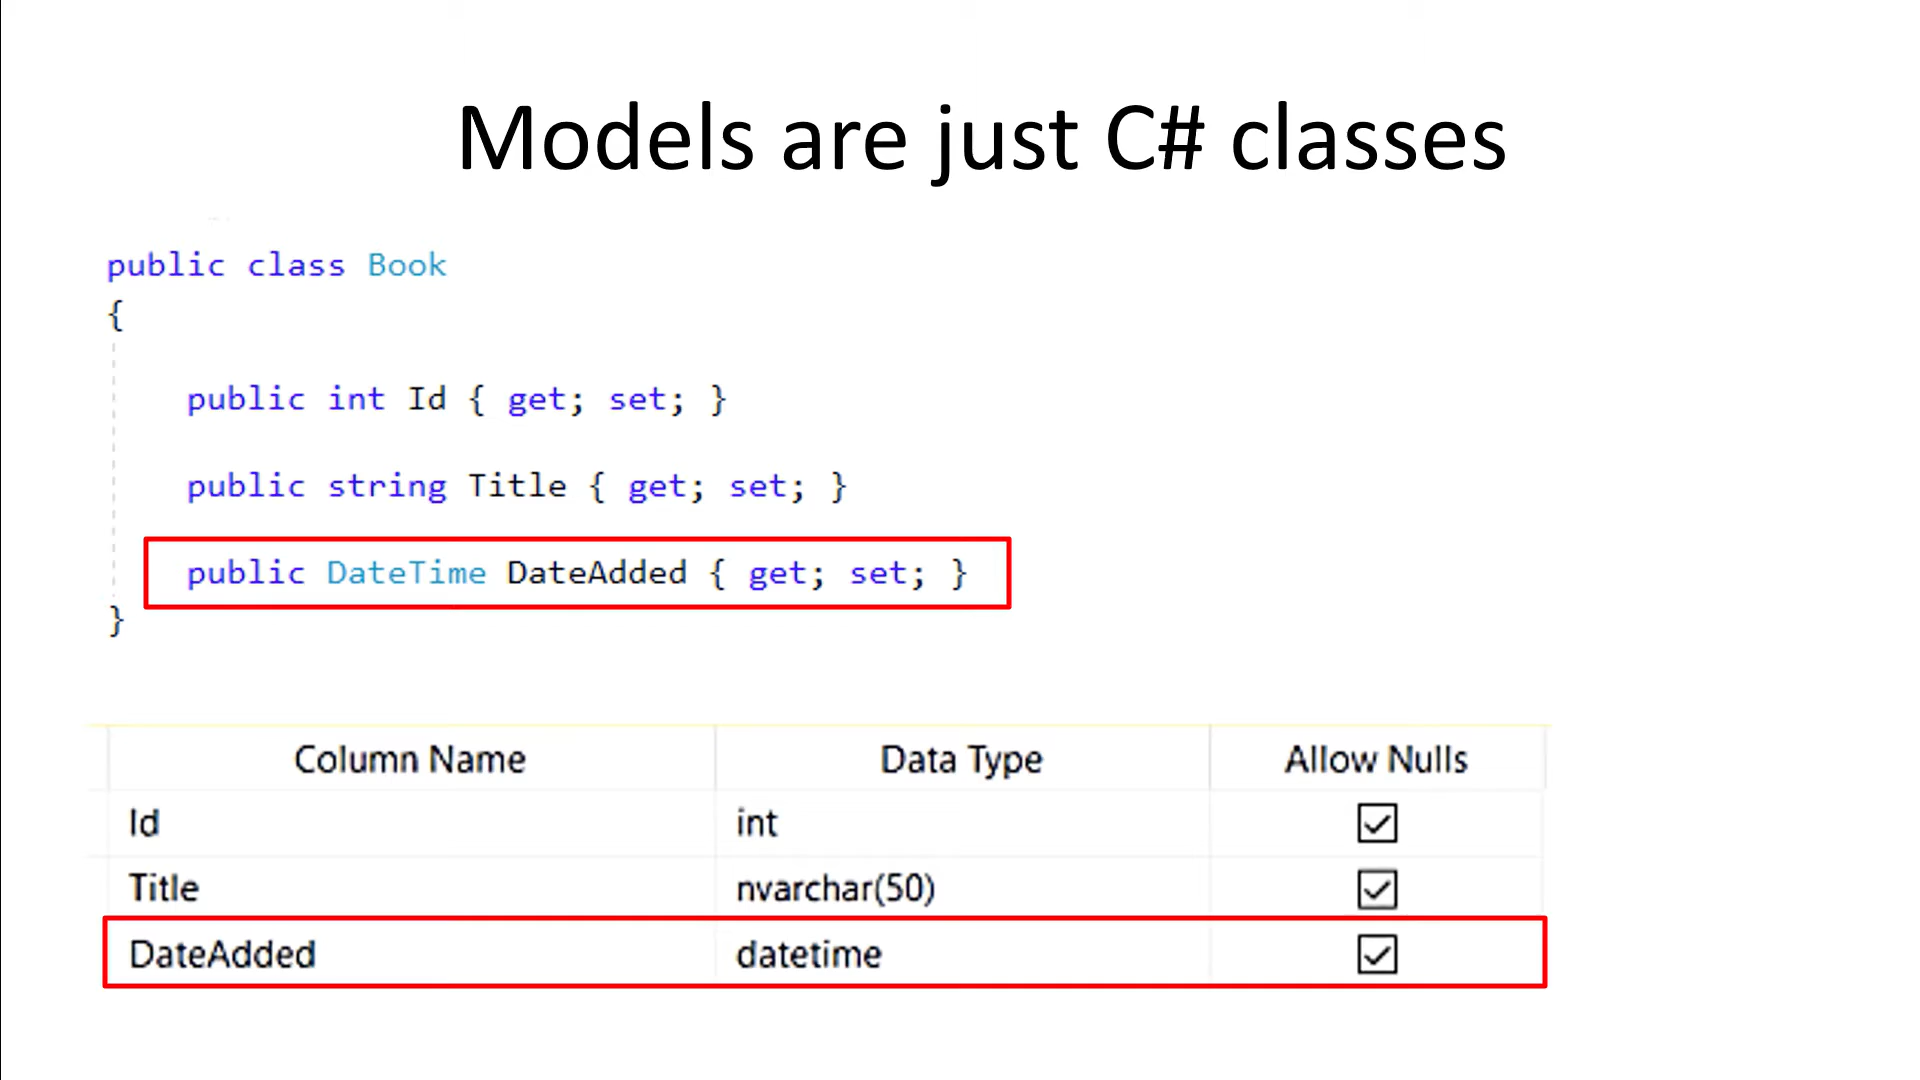 Models are just C# classes
public class Book
{
public int Id { get; set; }
public string Title { get; set; }
public DateTime DateAdded { get; set; }
}
Column Name Data Type Allow Nulls
Id int
Title nvarchar(50)
DateAdded datetime